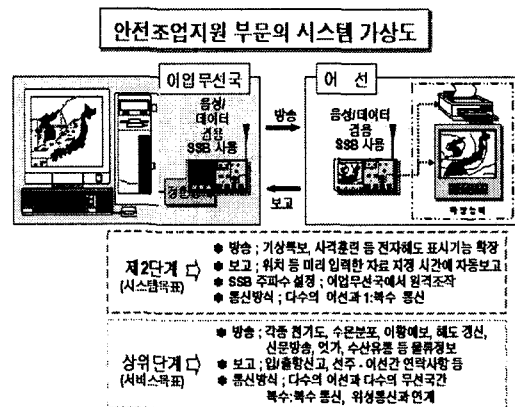 안전조업지원 부문의 시스템 기상도
어업무선국
어 선
음성/
데이터
겸용
SSB 사용
방송
보고
음성/데이터
겸용
SSB 사용
확장능력
제2단계
(시스템목표)
● 방송 ; 기상특보, 사격훈련 등 전자해도 표시기능 확장
● 보고 ; 위치 등 미리 입력한 자료 지정 시간에 자동보고
● SSB 주파수 설정 ; 어업무선국에서 원격조작
● 통신방식 ; 다수의 어선과 1:복수 통신
상위단계
(서비스목표)
● 방송 ; 각종 천기도, 수온분포, 어황예보, 해도 갱신,
신문방송, 엇가, 수산유통 등 물류정보
● 보고 ; 입/출항신고, 선주 - 어선간 연락사항 등
● 통신방식 ; 다수의 어선과 다수의 무선국간
복수:복수 통신, 위성통신과 연계